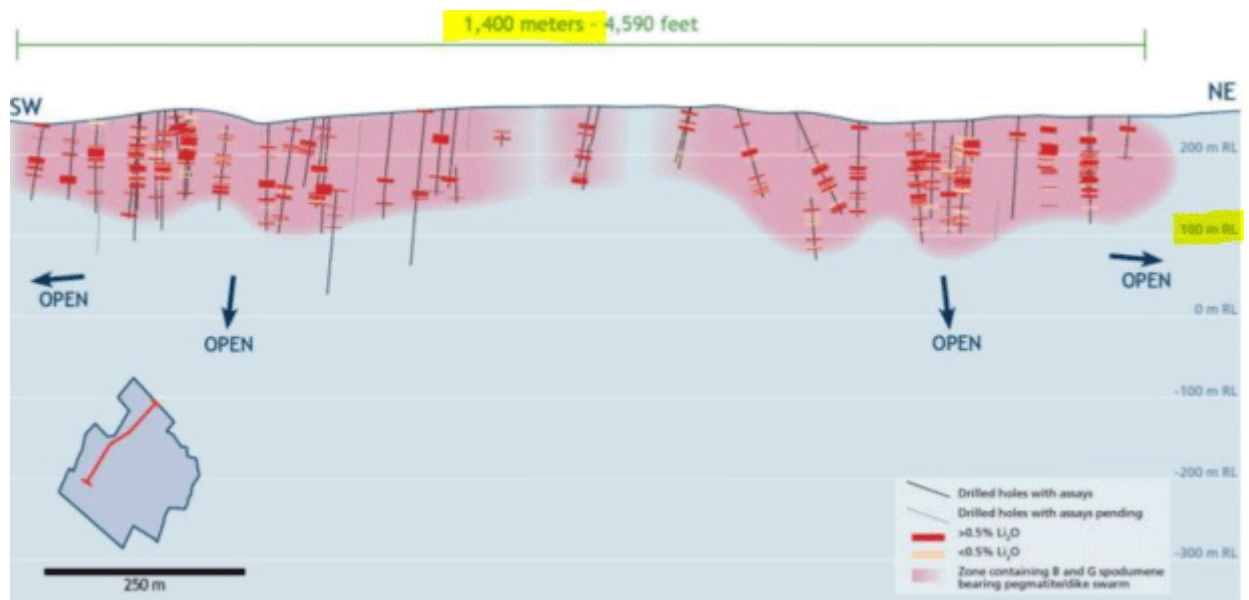 1,400 meters - 4,590 feet
SW
NE
200 m RL
100 m RL
OPEN
OPEN
OPEN
OPEN
0 m RL
-100 m RL
-200 m RL
-300 m RL
250 m
Drilled holes with assays
Drilled holes with assays pending
>0.5% Li₂O
<0.5% Li₂O
Zone containing B and G spodumene
bearing pegmatite/dike swarm